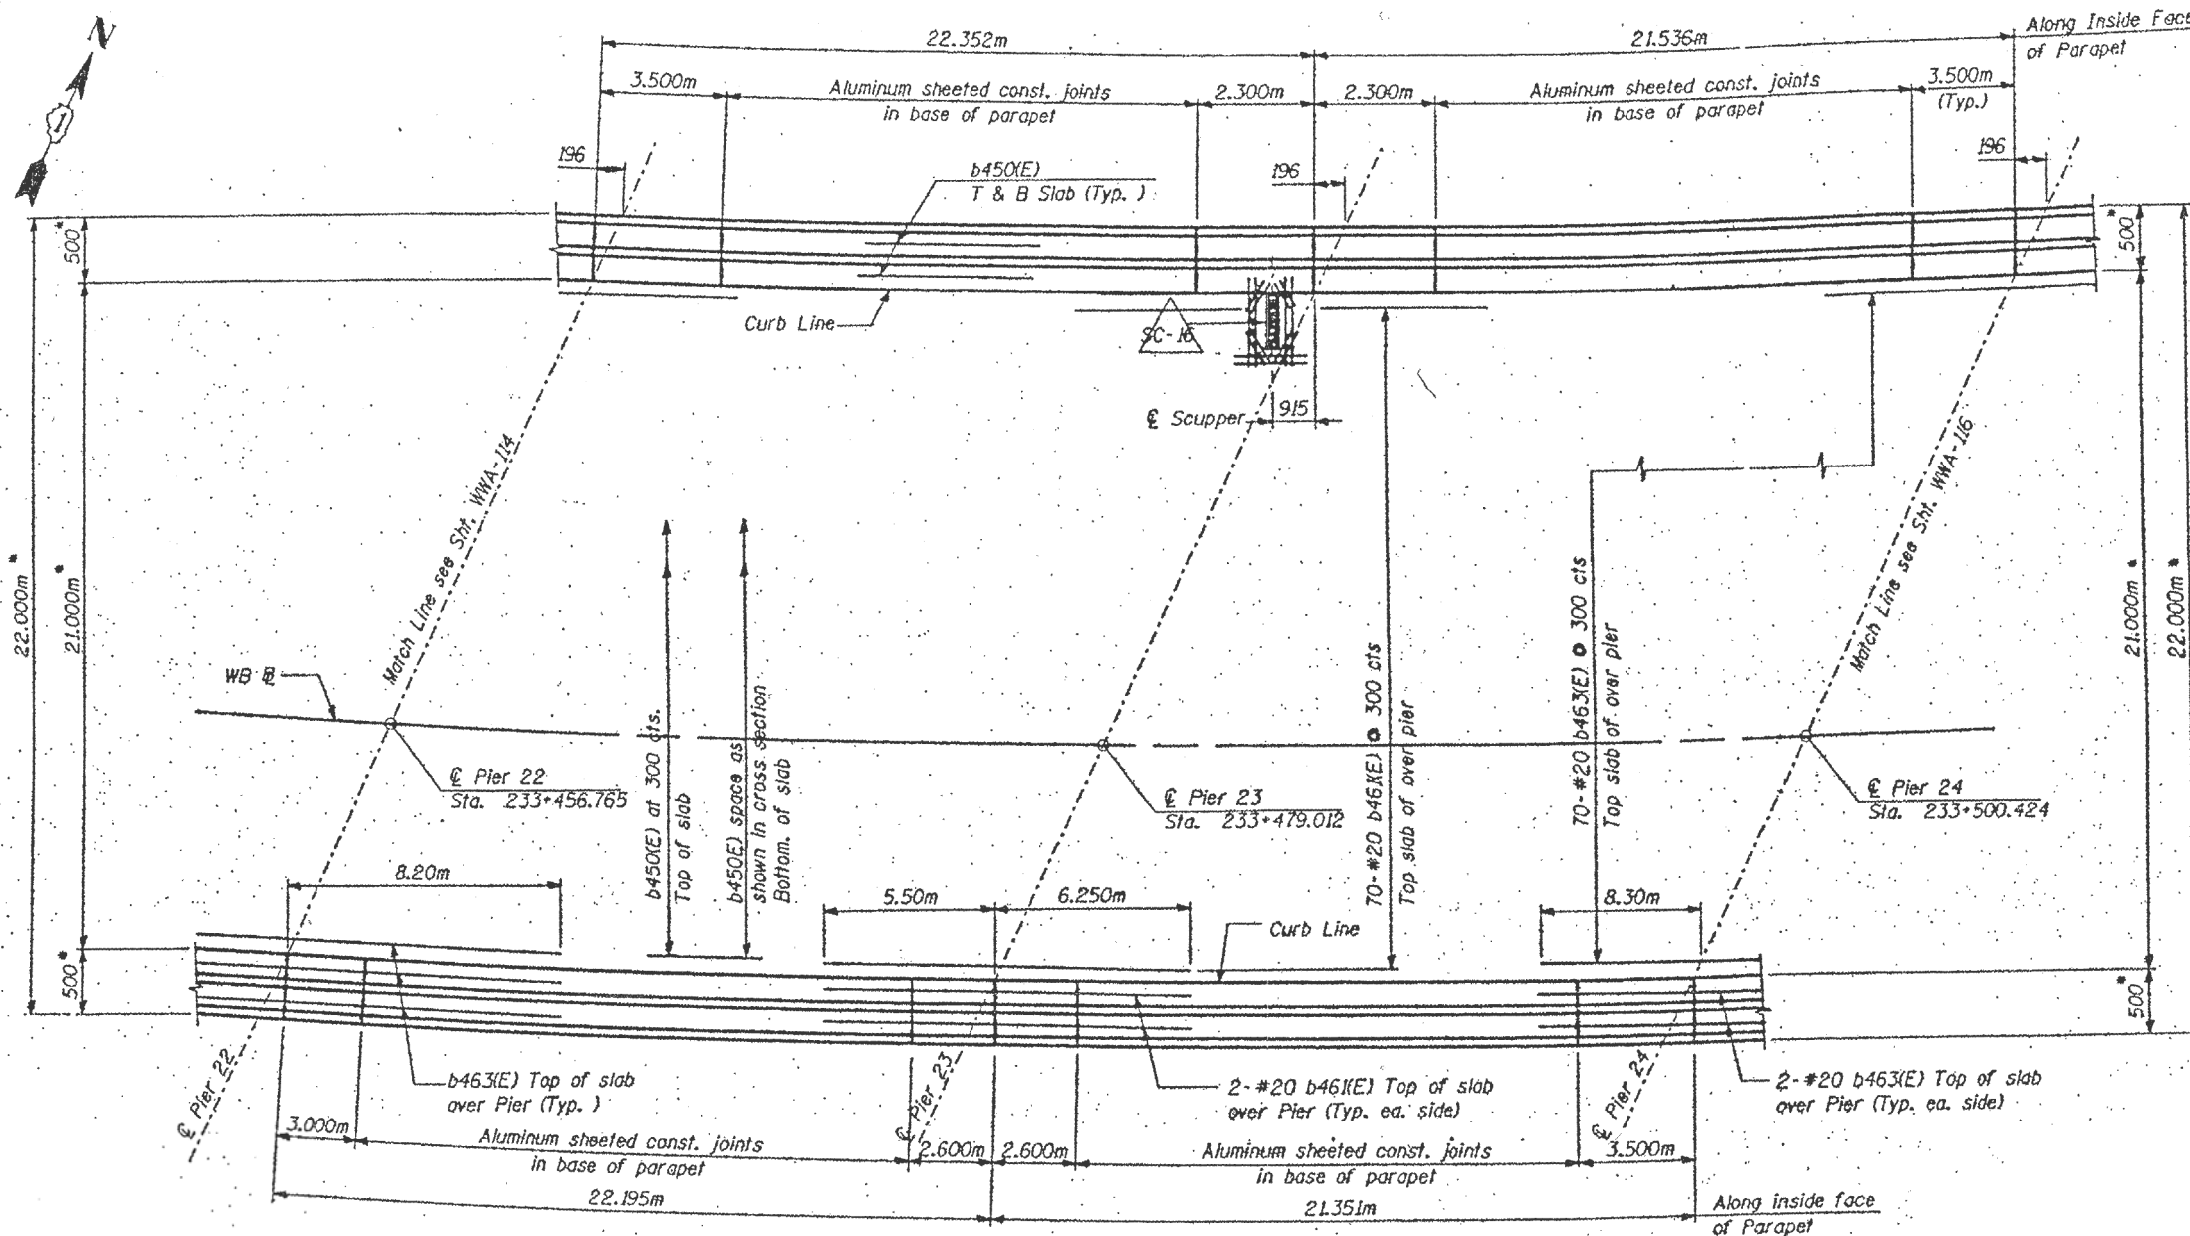 N
1
22.352m
21.536m
Along Inside Face
of Parapet
3.500m
Aluminum sheeted const. joints
in base of parapet
2.300m
2.300m
Aluminum sheeted const. joints
in base of parapet
3.500m
(Typ.)
196
b450(E)
T & B Slab (Typ. )
196
196
500*
500*
Curb Line
SC-16
℄ Scupper
915
22.000m*
21.000m*
21.000m*
22.000m*
Match Line see Sht. WWA-114
Match Line see Sht. WWA-116
WB ℞
℄ Pier 22
Sta. 233+456.765
b450(E) at 300 cts.
Top of slab
b450(E) space as
shown in cross section
Bottom. of slab
℄ Pier 23
Sta. 233+479.012
70-#20 b461(E) @ 300 cts
Top slab of over pier
70-#20 b463(E) @ 300 cts
Top slab of over pier
℄ Pier 24
Sta. 233+500.424
8.20m
5.50m
6.250m
8.30m
Curb Line
500*
500*
℄ Pier 22
b463(E) Top of slab
over Pier (Typ. )
℄ Pier 23
2-#20 b461(E) Top of slab
over Pier (Typ. ea. side)
℄ Pier 24
2-#20 b463(E) Top of slab
over Pier (Typ. ea. side)
3.000m
Aluminum sheeted const. joints
in base of parapet
2.600m
2.600m
Aluminum sheeted const. joints
in base of parapet
3.500m
22.195m
21.351m
Along inside face
of Parapet